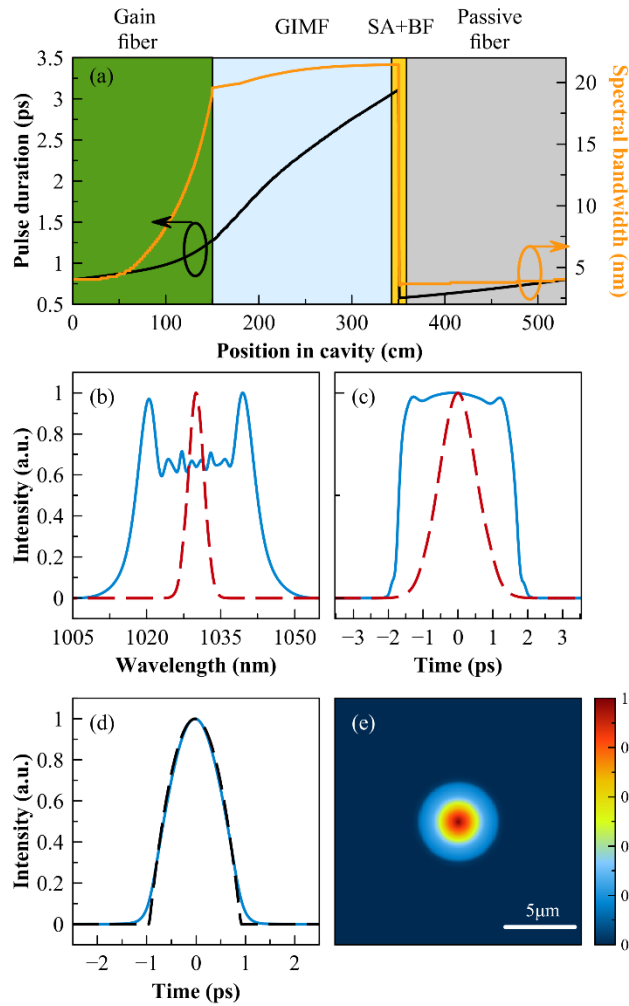 Gain fiber GIMF SA+BF Passive fiber
(a)
Pulse duration (ps)
3.5
3
2.5
2
1.5
1
0.5
Spectral bandwidth (nm)
20
15
10
5
0 100 200 300 400 500
Position in cavity (cm)
(b)
Intensity (a.u.)
1
0.8
0.6
0.4
0.2
0
1005 1020 1035 1050
Wavelength (nm)
(c)
−3 −2 −1 0 1 2 3
Time (ps)
(d)
Intensity (a.u.)
1
0.8
0.6
0.4
0.2
0
−2 −1 0 1 2
Time (ps)
(e)
5μm
1
0
0
0
0
0